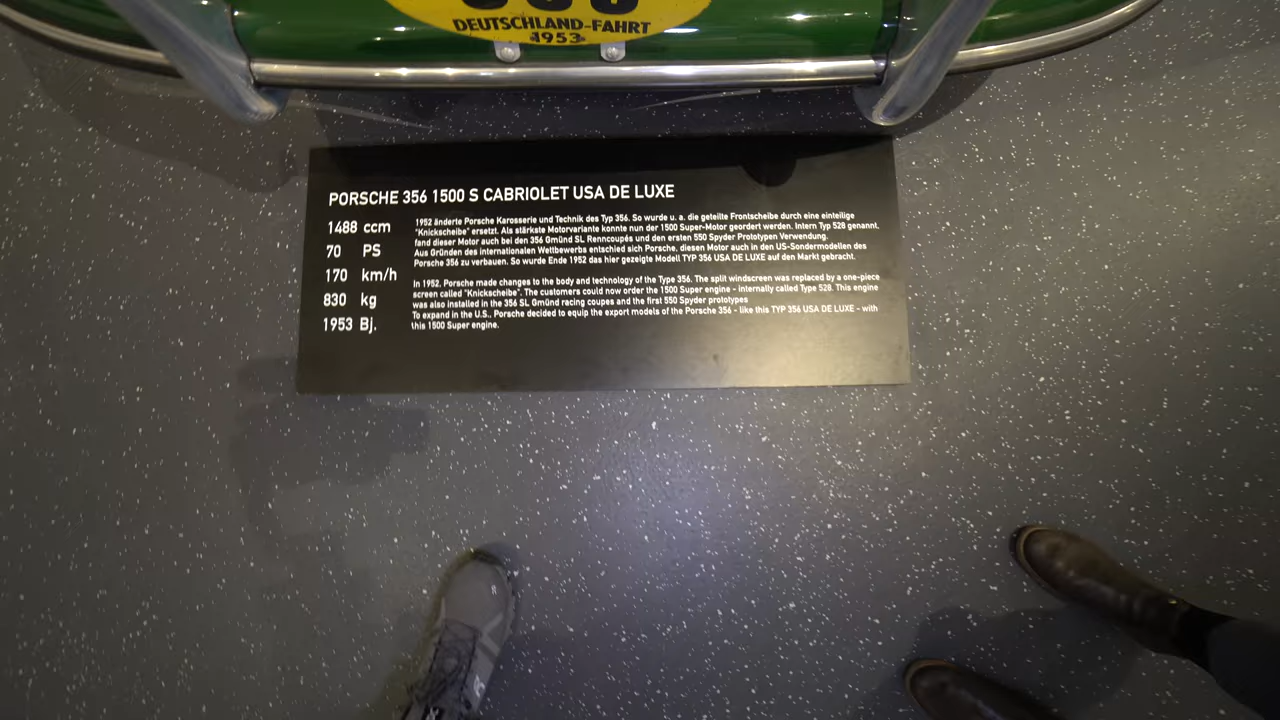 DEUTSCHLAND-FAHRT
1953
PORSCHE 356 1500 S CABRIOLET USA DE LUXE
1488 ccm
70 PS
170 km/h
830 kg
1953 Bj.
1952 änderte Porsche Karosserie und Technik des Typ 356. So wurde u. a. die geteilte Frontscheibe durch eine einteilige
"Knickscheibe" ersetzt. Als stärkste Motorvariante konnte nun der 1500 Super-Motor geordert werden. Intern Typ 528 genannt,
fand dieser Motor auch bei den 356 Gmünd SL Renncoupés und den ersten 550 Spyder Prototypen Verwendung.
Aus Gründen des internationalen Wettbewerbs entschied sich Porsche, diesen Motor auch in den US-Sondermodellen des
Porsche 356 zu verbauen. So wurde Ende 1952 das hier gezeigte Modell TYP 356 USA DE LUXE auf den Markt gebracht.
In 1952, Porsche made changes to the body and technology of the Type 356. The split windscreen was replaced by a one-piece
screen called "Knickscheibe". The customers could now order the 1500 Super engine - internally called Type 528. This engine
was also installed in the 356 SL Gmünd racing coupes and the first 550 Spyder prototypes
To expand in the U.S., Porsche decided to equip the export models of the Porsche 356 - like this TYP 356 USA DE LUXE - with
this 1500 Super engine.